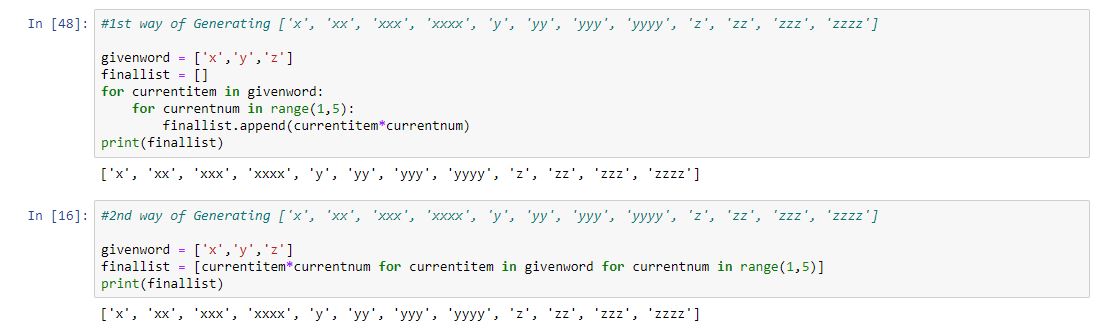 In [48]: #1st way of Generating ['x', 'xx', 'xxx', 'xxxx', 'y', 'yy', 'yyy', 'yyyy', 'z', 'zz', 'zzz', 'zzzz']
givenword = ['x','y','z']
finallist = []
for currentitem in givenword:
    for currentnum in range(1,5):
        finallist.append(currentitem*currentnum)
print(finallist)
['x', 'xx', 'xxx', 'xxxx', 'y', 'yy', 'yyy', 'yyyy', 'z', 'zz', 'zzz', 'zzzz']
In [16]: #2nd way of Generating ['x', 'xx', 'xxx', 'xxxx', 'y', 'yy', 'yyy', 'yyyy', 'z', 'zz', 'zzz', 'zzzz']
givenword = ['x','y','z']
finallist = [currentitem*currentnum for currentitem in givenword for currentnum in range(1,5)]
print(finallist)
['x', 'xx', 'xxx', 'xxxx', 'y', 'yy', 'yyy', 'yyyy', 'z', 'zz', 'zzz', 'zzzz']